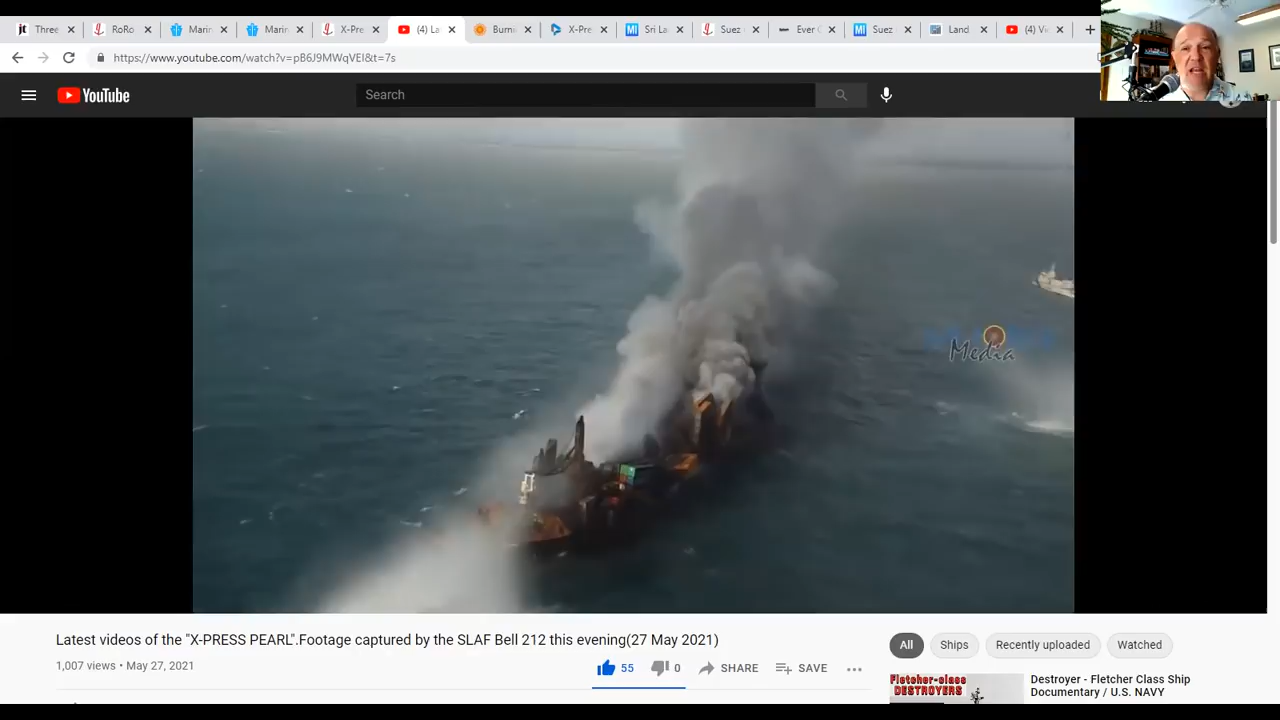 Three
RoRo
Marin
Marin
X-Pre
(4) La
Burni
X-Pre
Sri La
Suez
Ever
Suez
Land
(4) Vi
https://www.youtube.com/watch?v=pB6J9MWqVEI&t=7s
YouTube
Search
Media
Latest videos of the "X-PRESS PEARL".Footage captured by the SLAF Bell 212 this evening(27 May 2021)
1,007 views • May 27, 2021
55
0
SHARE
SAVE
All
Ships
Recently uploaded
Watched
Fletcher-class
DESTROYERS
Destroyer - Fletcher Class Ship
Documentary / U.S. NAVY